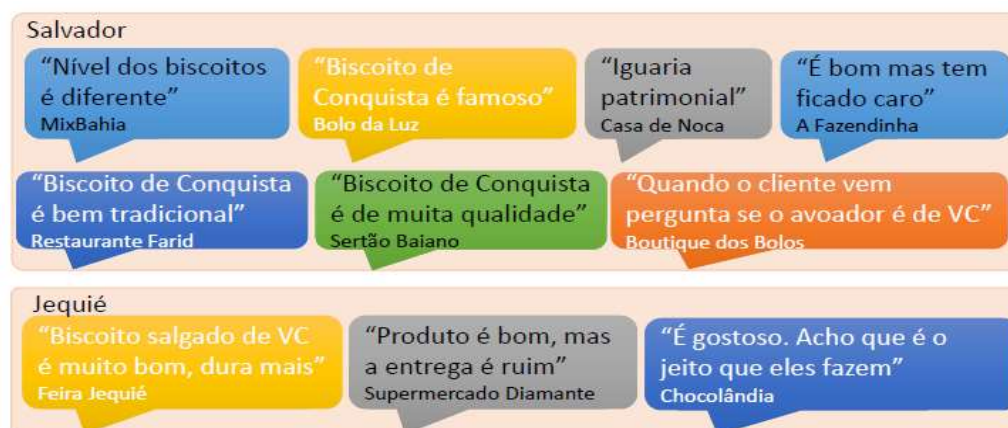 Salvador
“Nível dos biscoitos
é diferente”
MixBahia
“Biscoito de
Conquista é famoso”
Bolo da Luz
“Iguaria
patrimonial”
Casa de Noca
“É bom mas tem
ficado caro”
A Fazendinha
“Biscoito de Conquista
é bem tradicional”
Restaurante Farid
“Biscoito de Conquista
é de muita qualidade”
Sertão Baiano
“Quando o cliente vem
pergunta se o avoador é de VC”
Boutique dos Bolos
Jequié
“Biscoito salgado de VC
é muito bom, dura mais”
Feira Jequié
“Produto é bom, mas
a entrega é ruim”
Supermercado Diamante
“É gostoso. Acho que é o
jeito que eles fazem”
Chocolândia